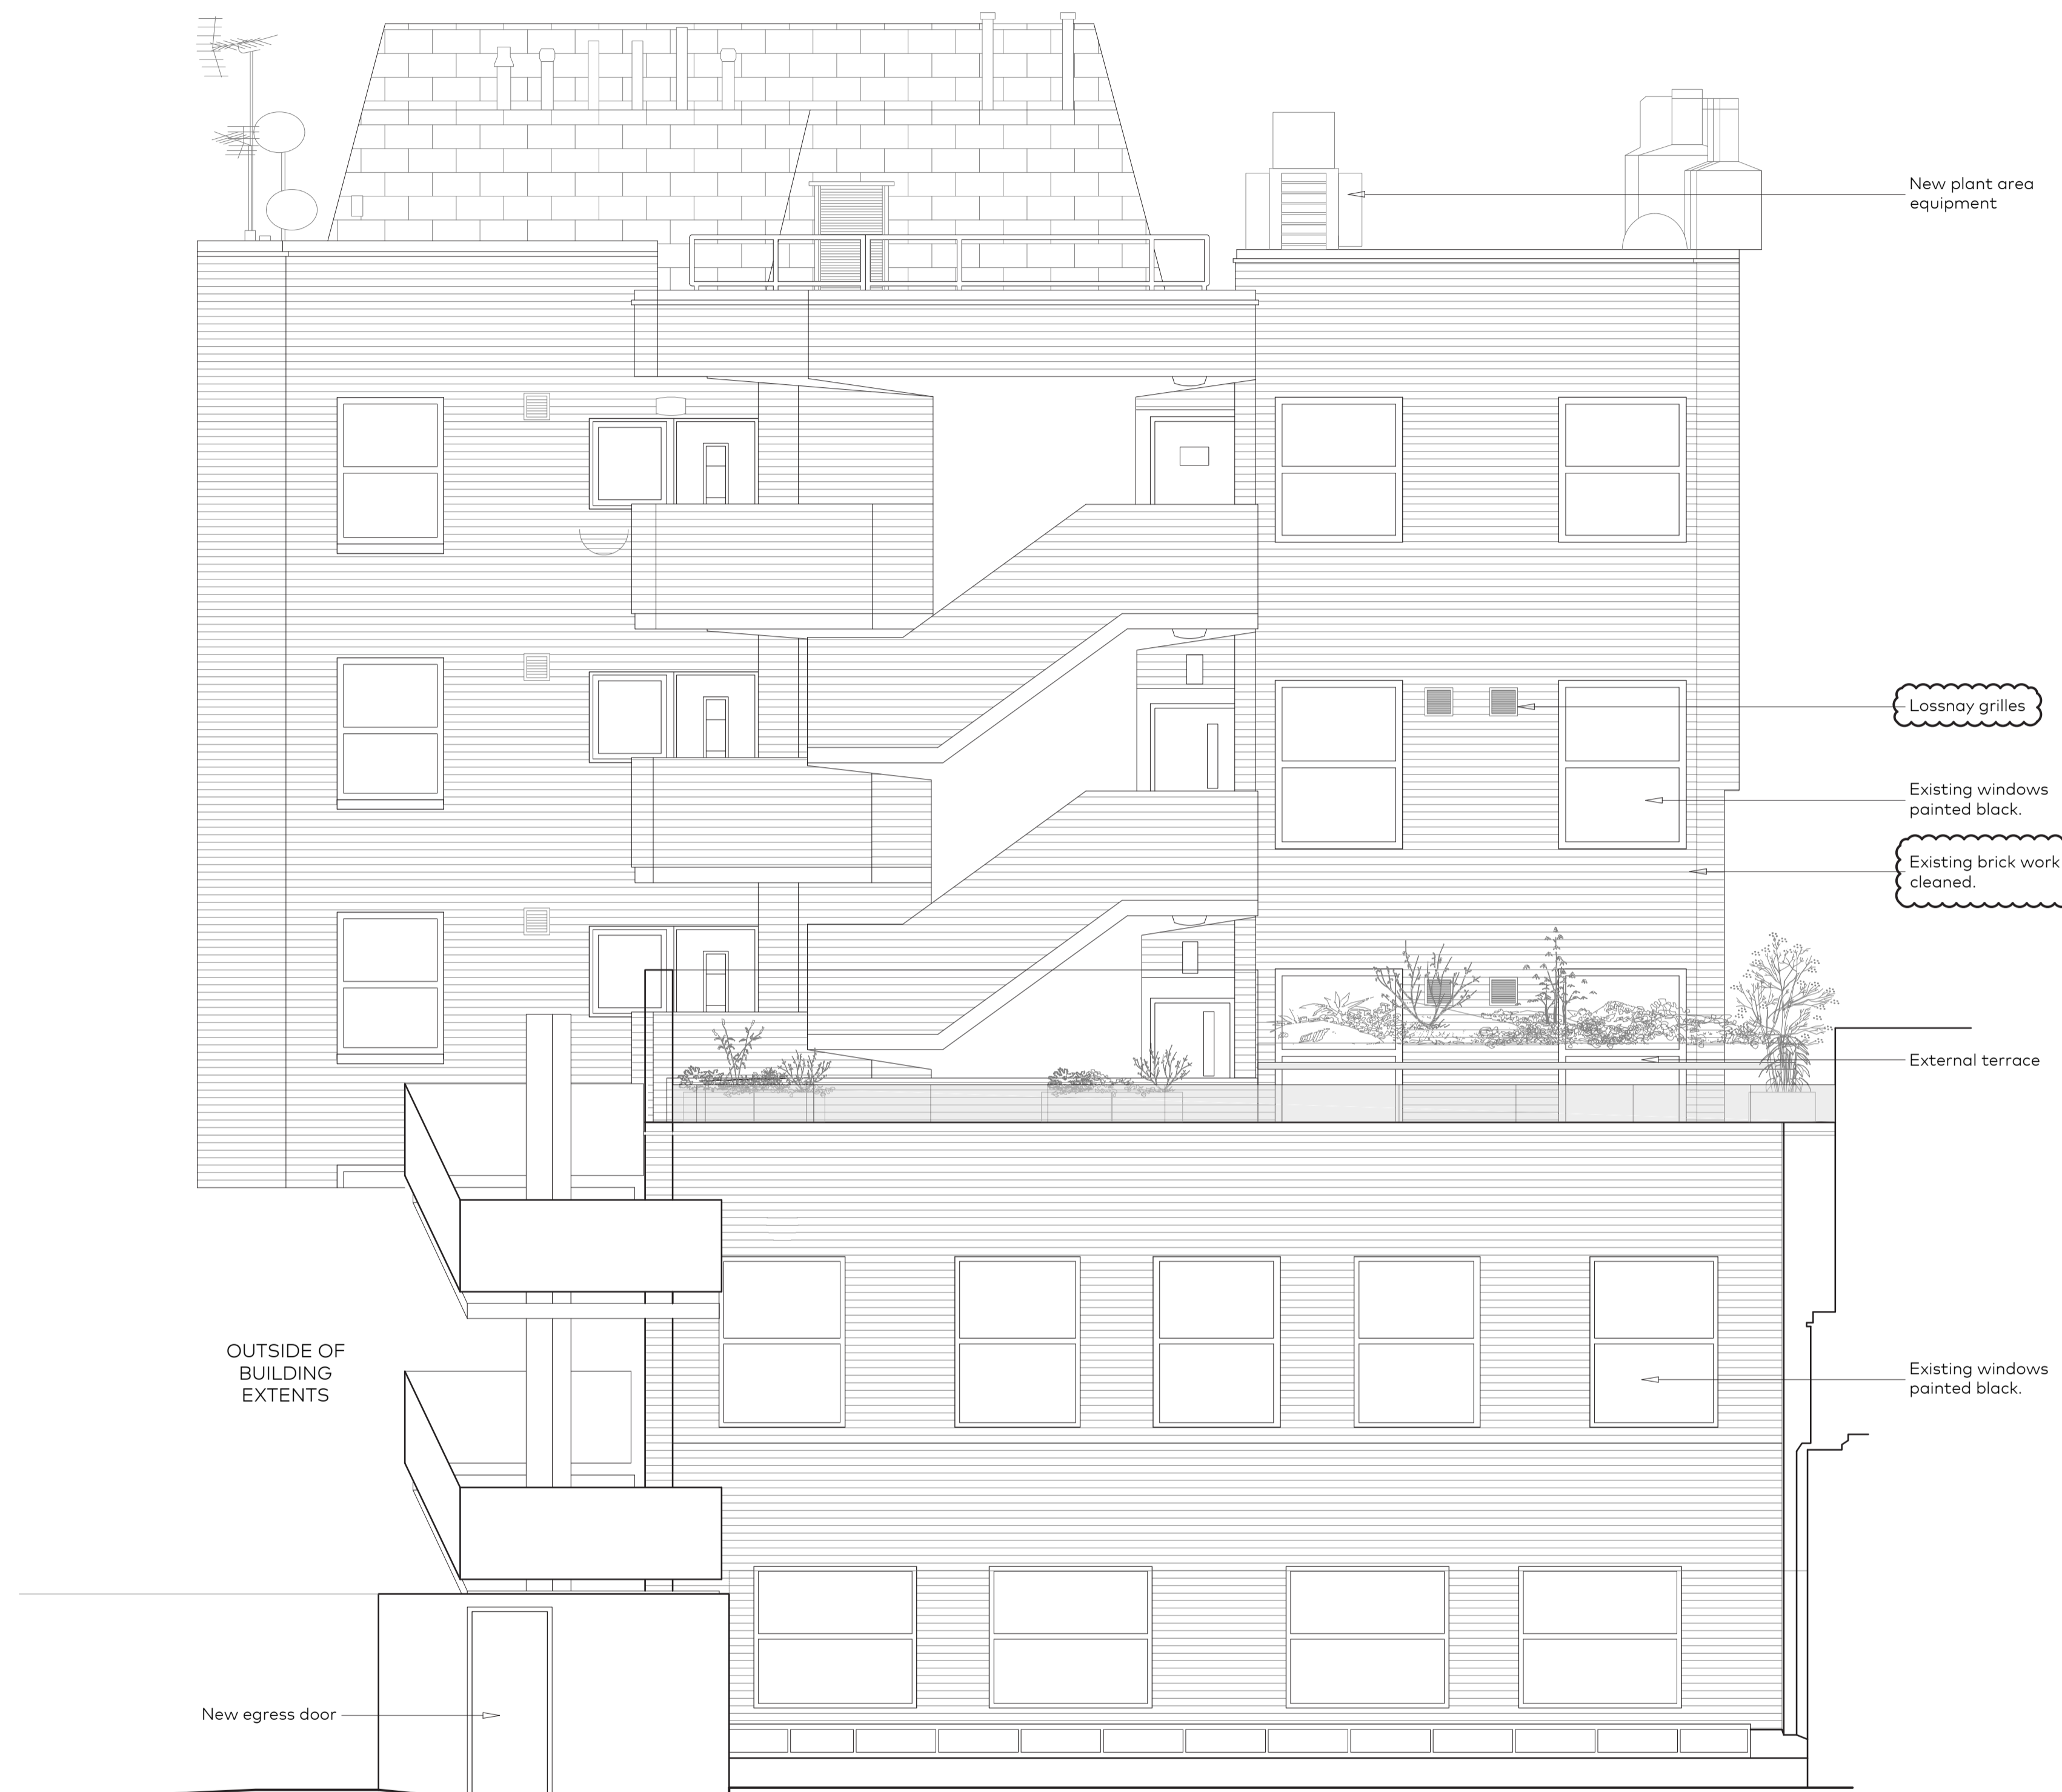 New plant area
equipment
Lossnay grilles
Existing windows
painted black.
Existing brick work
cleaned.
External terrace
OUTSIDE OF
BUILDING
EXTENTS
Existing windows
painted black.
New egress door